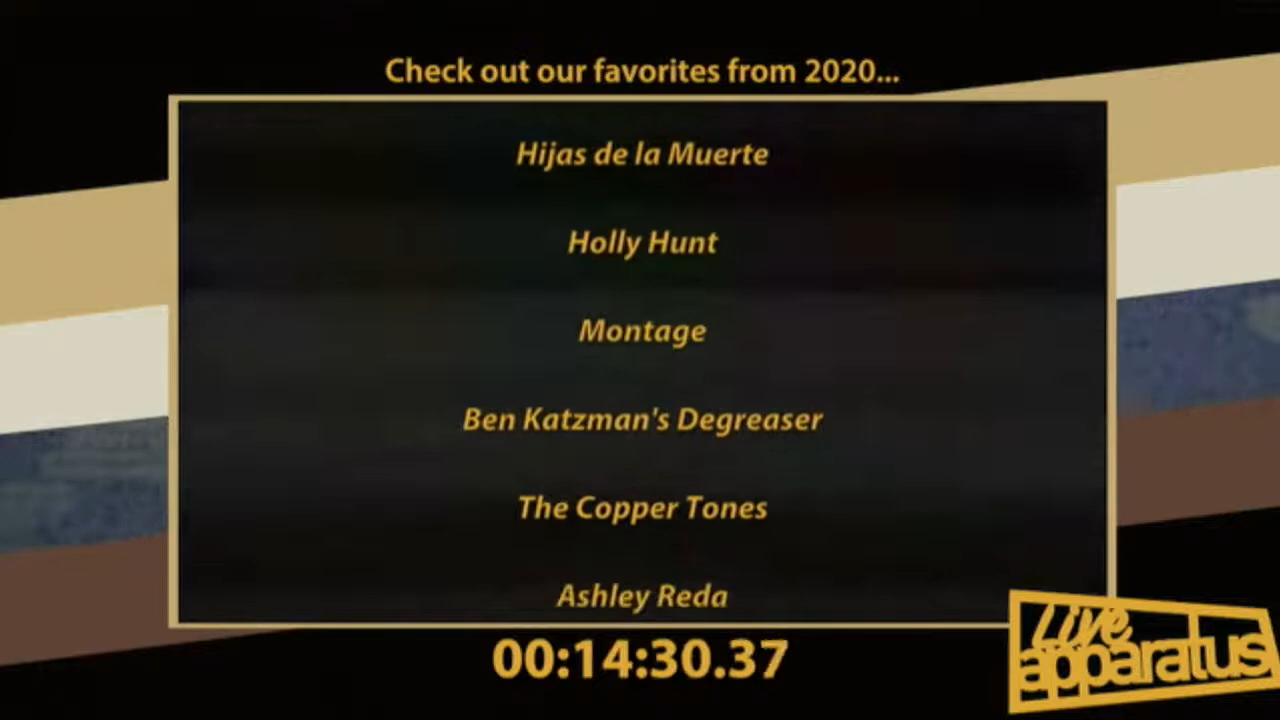 Check out our favorites from 2020...
Hijas de la Muerte
Holly Hunt
Montage
Ben Katzman's Degreaser
The Copper Tones
Ashley Reda
00:14:30.37
Live
apparatus